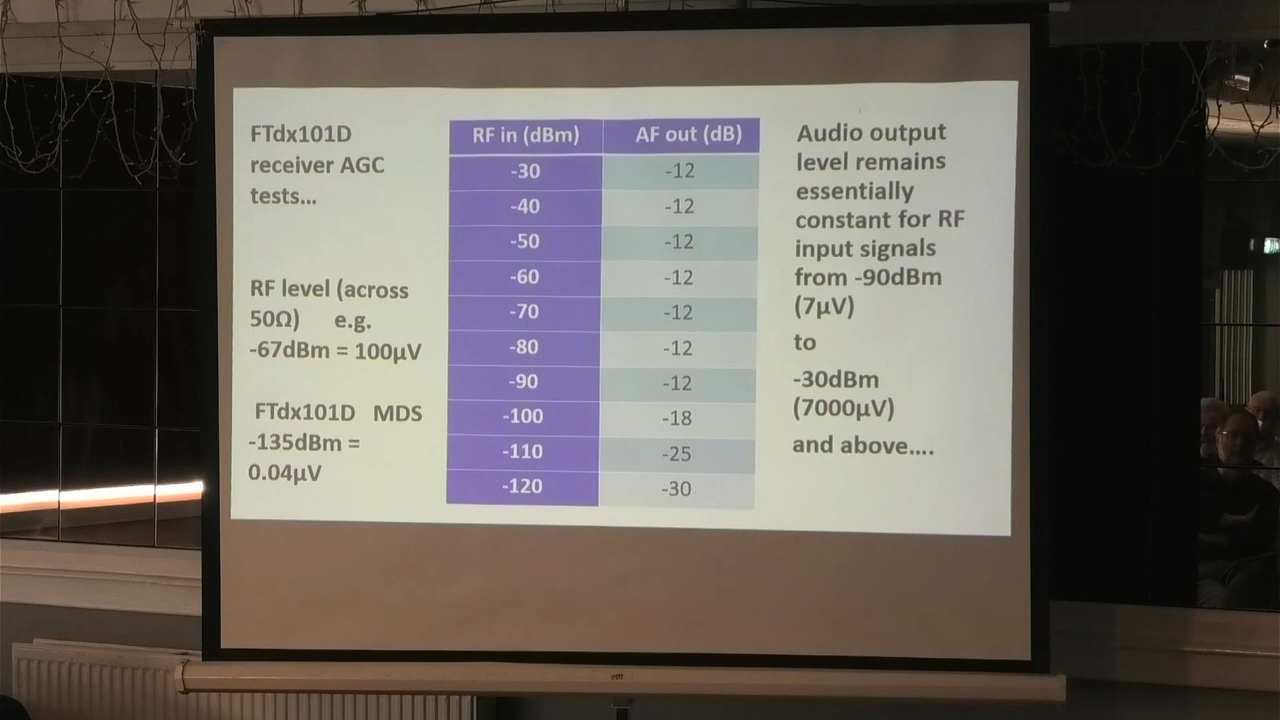 FTdx101D
receiver AGC
tests...
RF level (across
50Ω) e.g.
-67dBm = 100µV
FTdx101D MDS
-135dBm =
0.04µV
RF in (dBm) AF out (dB)
-30 -12
-40 -12
-50 -12
-60 -12
-70 -12
-80 -12
-90 -12
-100 -18
-110 -25
-120 -30
Audio output
level remains
essentially
constant for RF
input signals
from -90dBm
(7µV)
to
-30dBm
(7000µV)
and above....